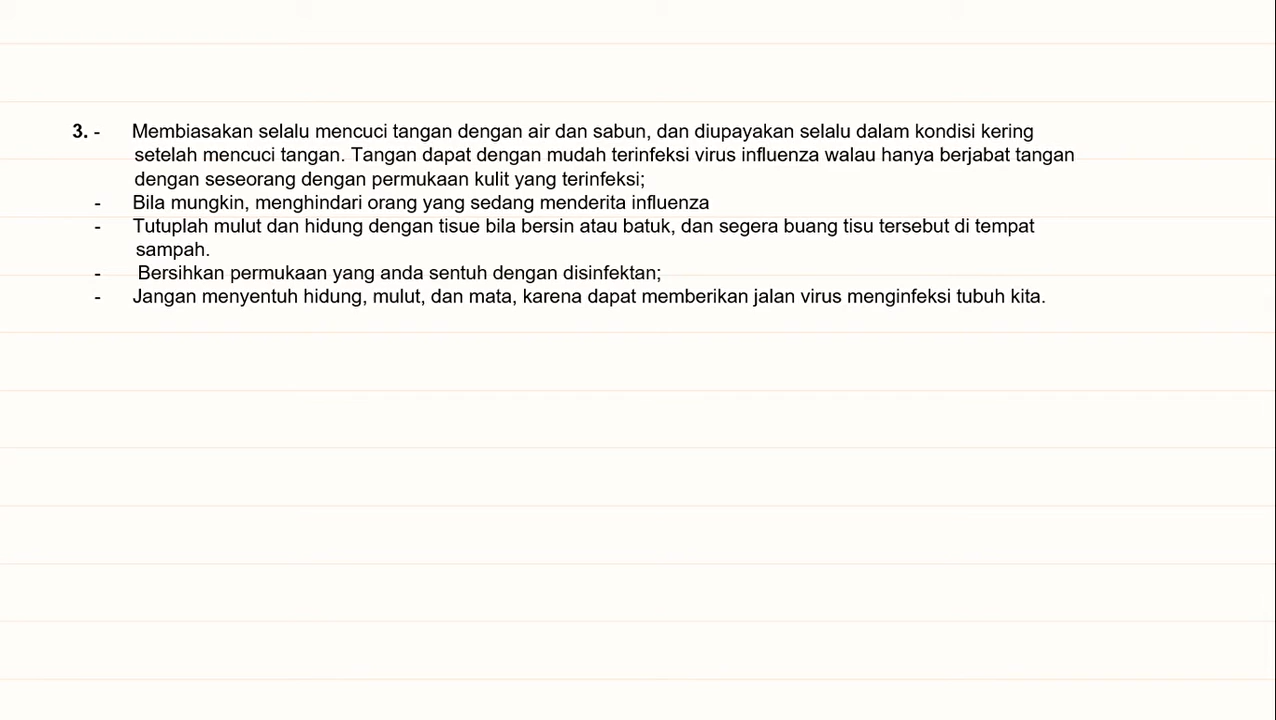 3. - Membiasakan selalu mencuci tangan dengan air dan sabun, dan diupayakan selalu dalam kondisi kering
setelah mencuci tangan. Tangan dapat dengan mudah terinfeksi virus influenza walau hanya berjabat tangan
dengan seseorang dengan permukaan kulit yang terinfeksi;
- Bila mungkin, menghindari orang yang sedang menderita influenza
- Tutuplah mulut dan hidung dengan tisue bila bersin atau batuk, dan segera buang tisu tersebut di tempat
sampah.
- Bersihkan permukaan yang anda sentuh dengan disinfektan;
- Jangan menyentuh hidung, mulut, dan mata, karena dapat memberikan jalan virus menginfeksi tubuh kita.